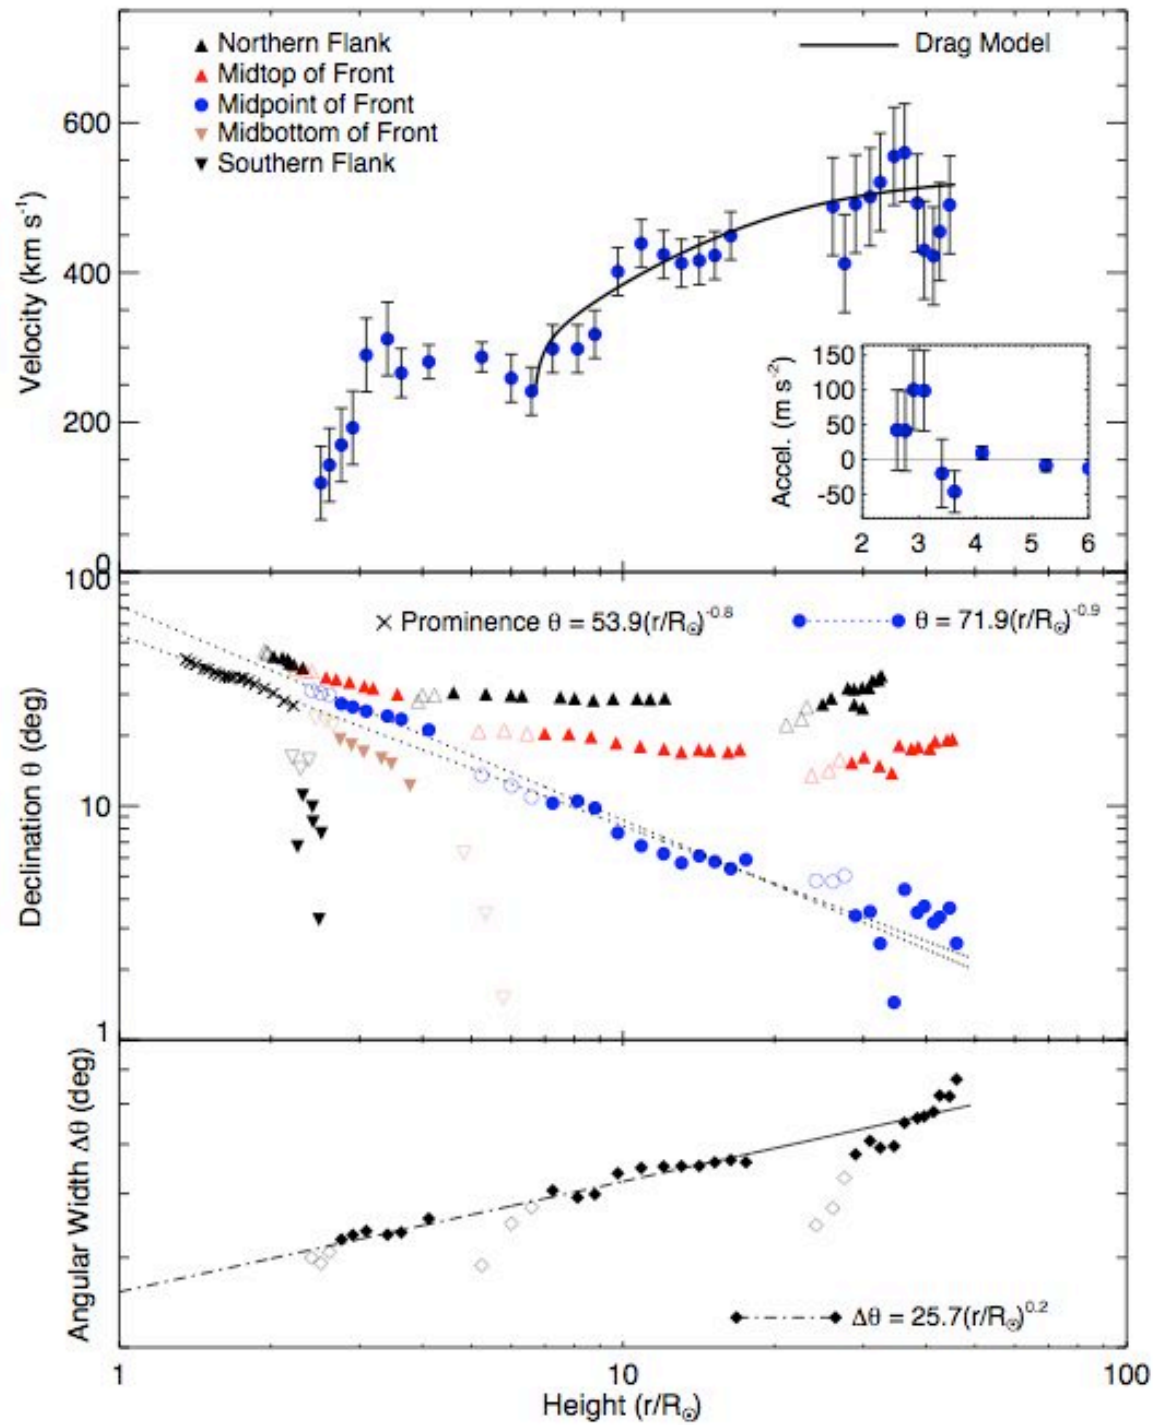 Northern Flank
Midtop of Front
Midpoint of Front
Midbottom of Front
Southern Flank
Drag Model
Velocity (km s⁻¹)
600
400
200
0
Accel. (m s⁻²)
150
100
50
0
-50
2 3 4 5 6
Declination θ (deg)
100
10
1
Prominence θ = 53.9(r/R☉)^-0.8
θ = 71.9(r/R☉)^-0.9
Angular Width Δθ (deg)
Δθ = 25.7(r/R☉)^0.2
1 10 100
Height (r/R☉)